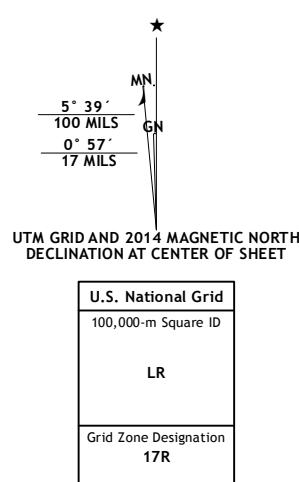 MN.
5° 39´
100 MILS
GN
0° 57´
17 MILS
UTM GRID AND 2014 MAGNETIC NORTH
DECLINATION AT CENTER OF SHEET
U.S. National Grid
100,000-m Square ID
LR
Grid Zone Designation
17R